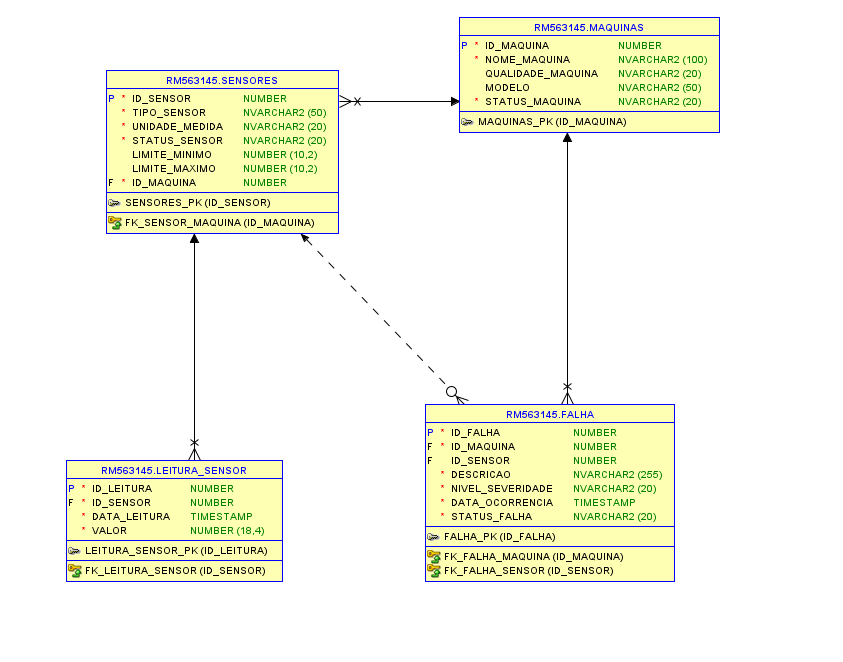 RM563145.MAQUINAS
P * ID_MAQUINA NUMBER
* NOME_MAQUINA NVARCHAR2 (100)
QUALIDADE_MAQUINA NVARCHAR2 (20)
MODELO NVARCHAR2 (50)
* STATUS_MAQUINA NVARCHAR2 (20)
MAQUINAS_PK (ID_MAQUINA)
RM563145.SENSORES
P * ID_SENSOR NUMBER
* TIPO_SENSOR NVARCHAR2 (50)
* UNIDADE_MEDIDA NVARCHAR2 (20)
* STATUS_SENSOR NVARCHAR2 (20)
LIMITE_MINIMO NUMBER (10,2)
LIMITE_MAXIMO NUMBER (10,2)
F * ID_MAQUINA NUMBER
SENSORES_PK (ID_SENSOR)
FK_SENSOR_MAQUINA (ID_MAQUINA)
RM563145.FALHA
P * ID_FALHA NUMBER
F * ID_MAQUINA NUMBER
F ID_SENSOR NUMBER
* DESCRICAO NVARCHAR2 (255)
* NIVEL_SEVERIDADE NVARCHAR2 (20)
* DATA_OCORRENCIA TIMESTAMP
* STATUS_FALHA NVARCHAR2 (20)
FALHA_PK (ID_FALHA)
FK_FALHA_MAQUINA (ID_MAQUINA)
FK_FALHA_SENSOR (ID_SENSOR)
RM563145.LEITURA_SENSOR
P * ID_LEITURA NUMBER
F * ID_SENSOR NUMBER
* DATA_LEITURA TIMESTAMP
* VALOR NUMBER (18,4)
LEITURA_SENSOR_PK (ID_LEITURA)
FK_LEITURA_SENSOR (ID_SENSOR)